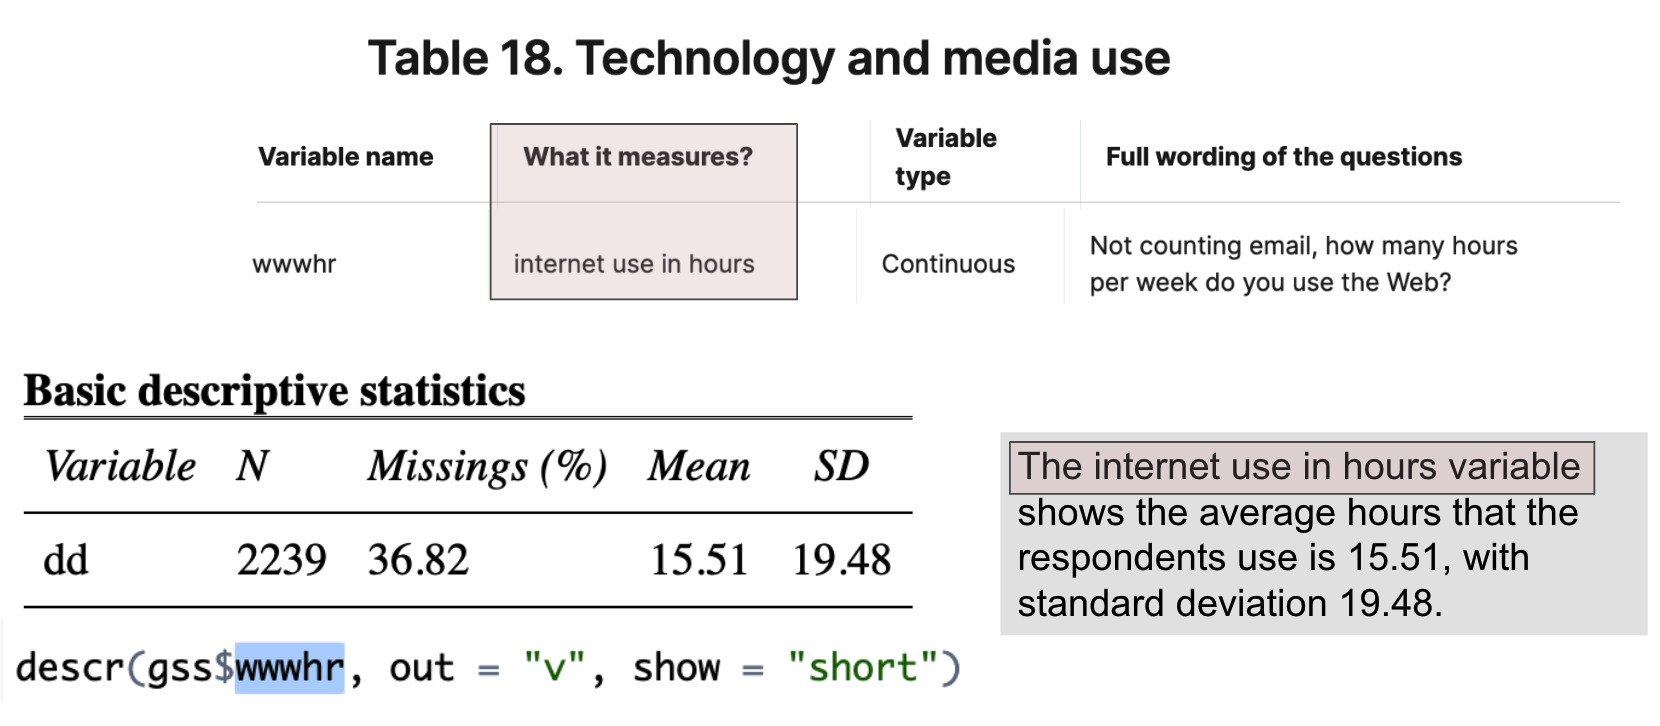 Table 18. Technology and media use
Variable name What it measures? Variable type Full wording of the questions
wwwhr internet use in hours Continuous Not counting email, how many hours
per week do you use the Web?
Basic descriptive statistics
Variable N Missings (%) Mean SD
dd 2239 36.82 15.51 19.48
descr(gss$wwwhr, out = "v", show = "short")
The internet use in hours variable
shows the average hours that the
respondents use is 15.51, with
standard deviation 19.48.